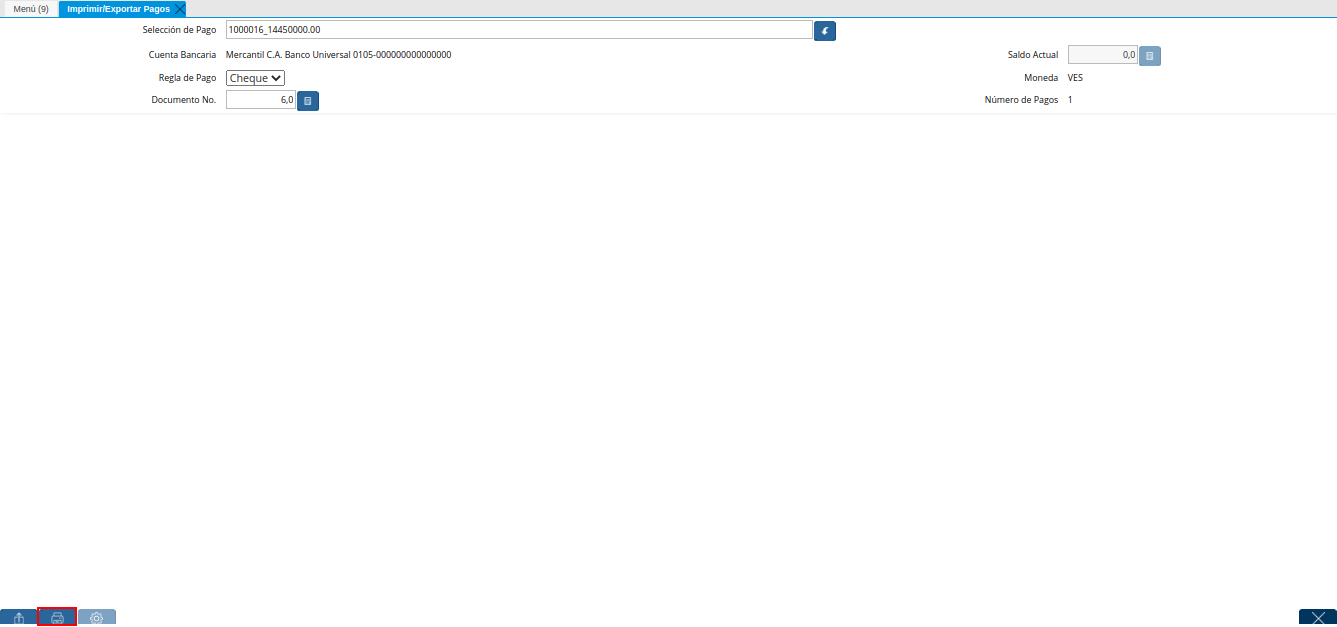 Menú (9) Imprimir/Exportar Pagos
Selección de Pago 1000016_14450000.00
Cuenta Bancaria Mercantil C.A. Banco Universal 0105-000000000000000 Saldo Actual 0,0
Regla de Pago Cheque Moneda VES
Documento No. 6,0 Número de Pagos 1